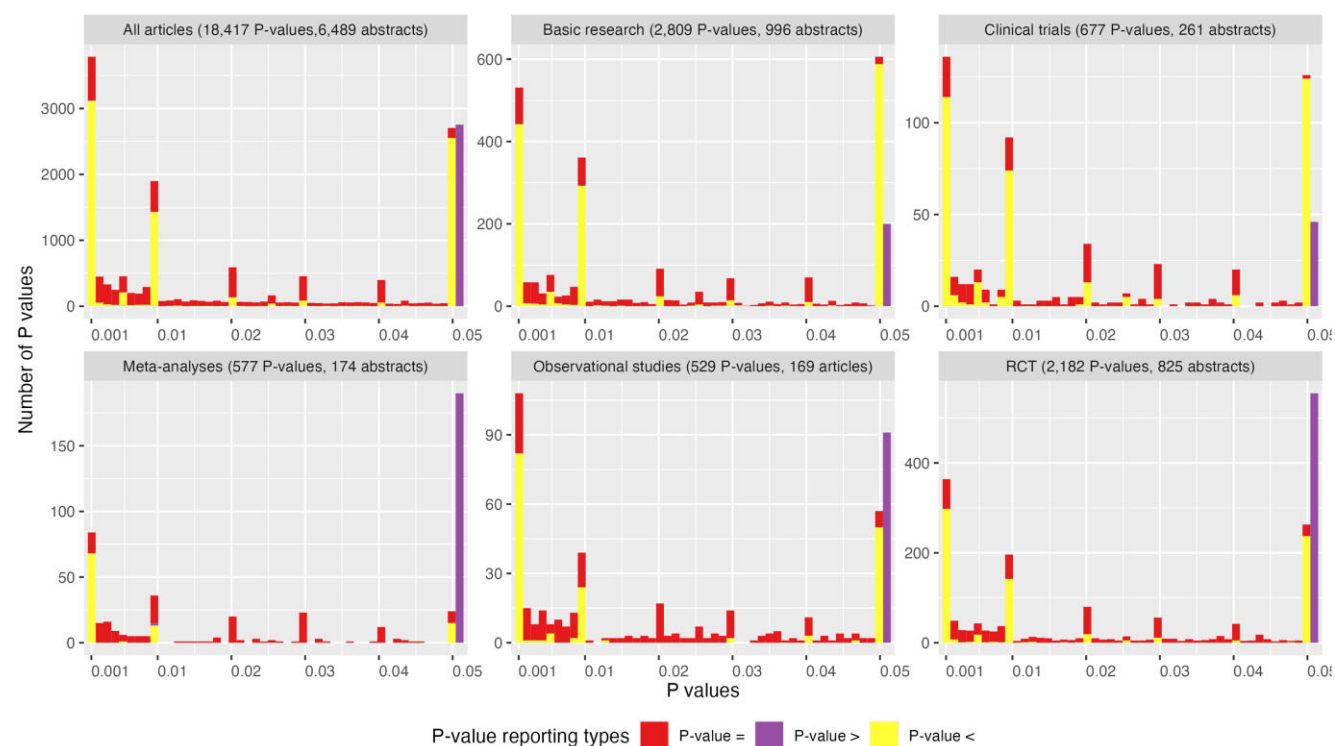 All articles (18,417 P-values,6,489 abstracts)
Basic research (2,809 P-values, 996 abstracts)
Clinical trials (677 P-values, 261 abstracts)
3000
2000
1000
0
600
400
200
0
100
50
0
0.001 0.01 0.02 0.03 0.04 0.05
0.001 0.01 0.02 0.03 0.04 0.05
0.001 0.01 0.02 0.03 0.04 0.05
Number of P values
Meta-analyses (577 P-values, 174 abstracts)
Observational studies (529 P-values, 169 articles)
RCT (2,182 P-values, 825 abstracts)
150
100
50
0
90
60
30
0
400
200
0
0.001 0.01 0.02 0.03 0.04 0.05
0.001 0.01 0.02 0.03 0.04 0.05
0.001 0.01 0.02 0.03 0.04 0.05
P values
P-value reporting types P-value = P-value > P-value <